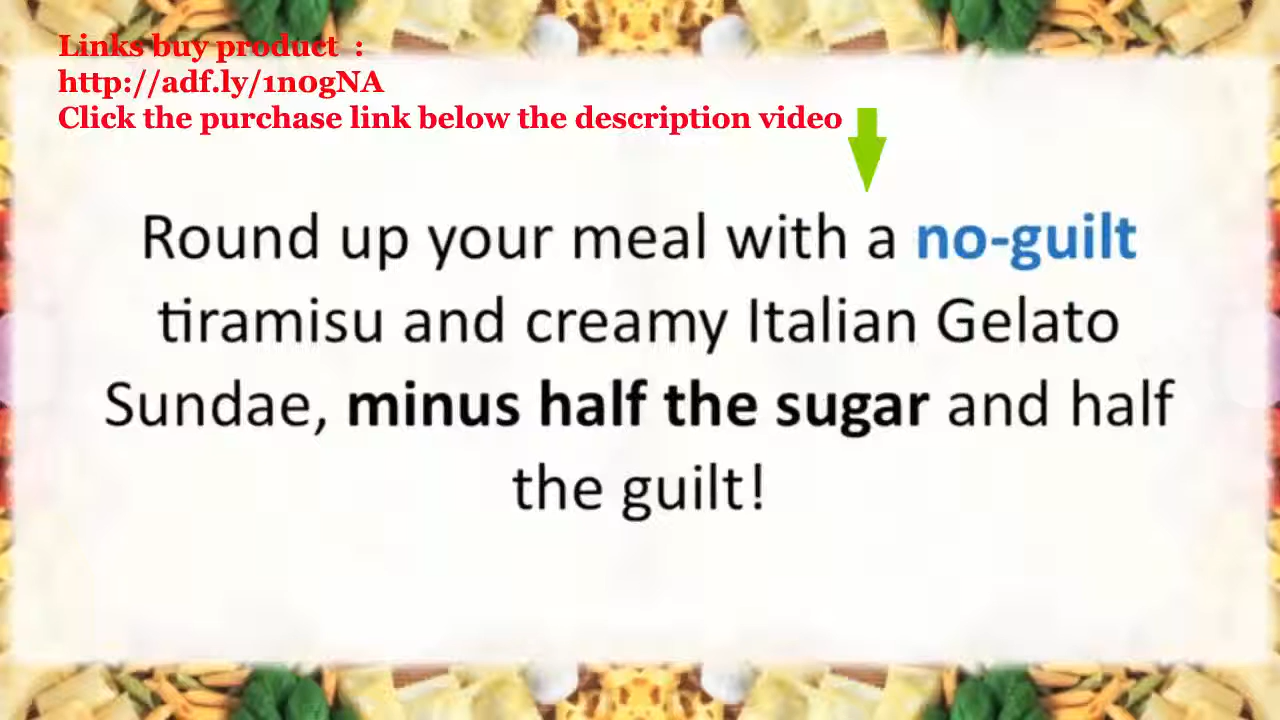 Links buy product :
http://adf.ly/1n0gNA
Click the purchase link below the description video
Round up your meal with a no-guilt
tiramisu and creamy Italian Gelato
Sundae, minus half the sugar and half
the guilt!